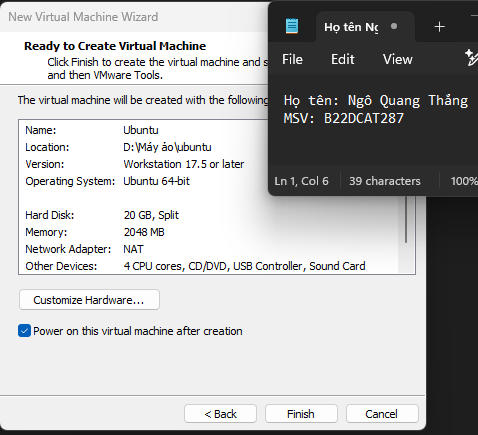 New Virtual Machine Wizard
Ready to Create Virtual Machine
Click Finish to create the virtual machine and s
and then VMware Tools.
The virtual machine will be created with the following
Name: Ubuntu
Location: D:\Máy ảo\ubuntu
Version: Workstation 17.5 or later
Operating System: Ubuntu 64-bit
Hard Disk: 20 GB, Split
Memory: 2048 MB
Network Adapter: NAT
Other Devices: 4 CPU cores, CD/DVD, USB Controller, Sound Card
Customize Hardware...
Power on this virtual machine after creation
< Back Finish Cancel
Họ tên Ng
File Edit View
Họ tên: Ngô Quang Thắng
MSV: B22DCAT287
Ln 1, Col 6 39 characters 100%